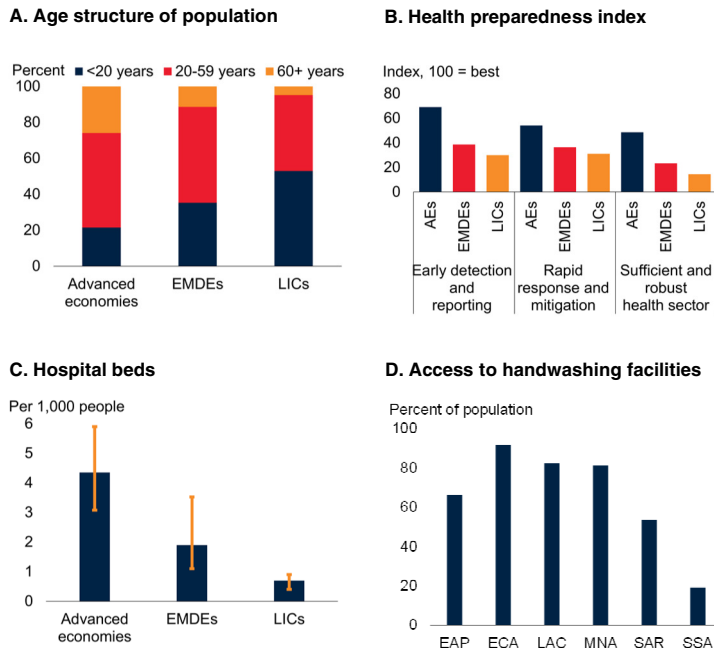 A. Age structure of population
Percent <20 years 20-59 years 60+ years
100
80
60
40
20
0
Advanced
economies
EMDEs
LICs
B. Health preparedness index
Index, 100 = best
80
60
40
20
0
AEs
EMDEs
LICs
AEs
EMDEs
LICs
AEs
EMDEs
LICs
Early detection
and
reporting
Rapid
response and
mitigation
Sufficient and
robust
health sector
C. Hospital beds
Per 1,000 people
6
5
4
3
2
1
0
Advanced
economies
EMDEs
LICs
D. Access to handwashing facilities
Percent of population
100
80
60
40
20
0
EAP ECA LAC MNA SAR SSA